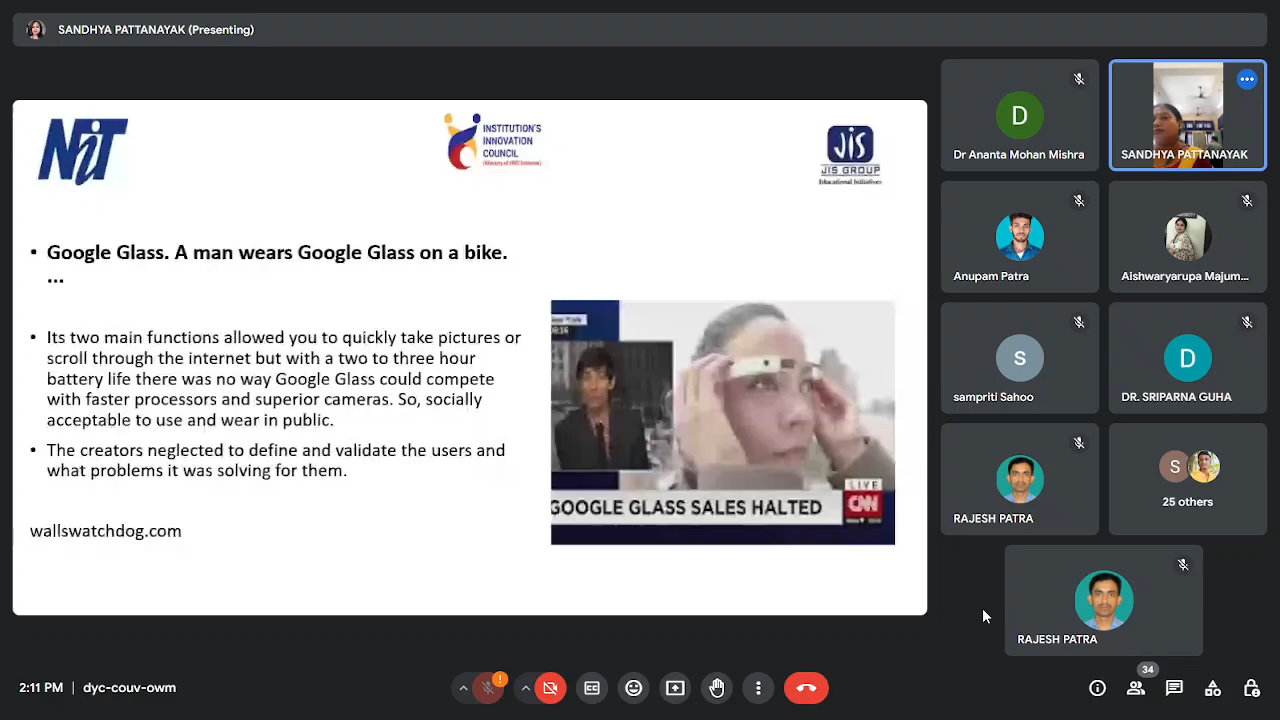 SANDHYA PATTANAYAK (Presenting)
NiT
INSTITUTION'S
INNOVATION
COUNCIL
JIS
JIS GROUP
Educational Initiatives
• Google Glass. A man wears Google Glass on a bike.
...
• Its two main functions allowed you to quickly take pictures or
scroll through the internet but with a two to three hour
battery life there was no way Google Glass could compete
with faster processors and superior cameras. So, socially
acceptable to use and wear in public.
• The creators neglected to define and validate the users and
what problems it was solving for them.
wallswatchdog.com
LIVE
GOOGLE GLASS SALES HALTED
CNN
D
Dr. Ananta Mohan Mishra
SANDHYA PATTANAYAK
Anupam Patra
Aishwaryarupa Majum...
s
sampriti Sahoo
D
DR. SRIPARNA GUHA
RAJESH PATRA
S
25 others
RAJESH PATRA
2:11 PM | dyc-couv-owm
34